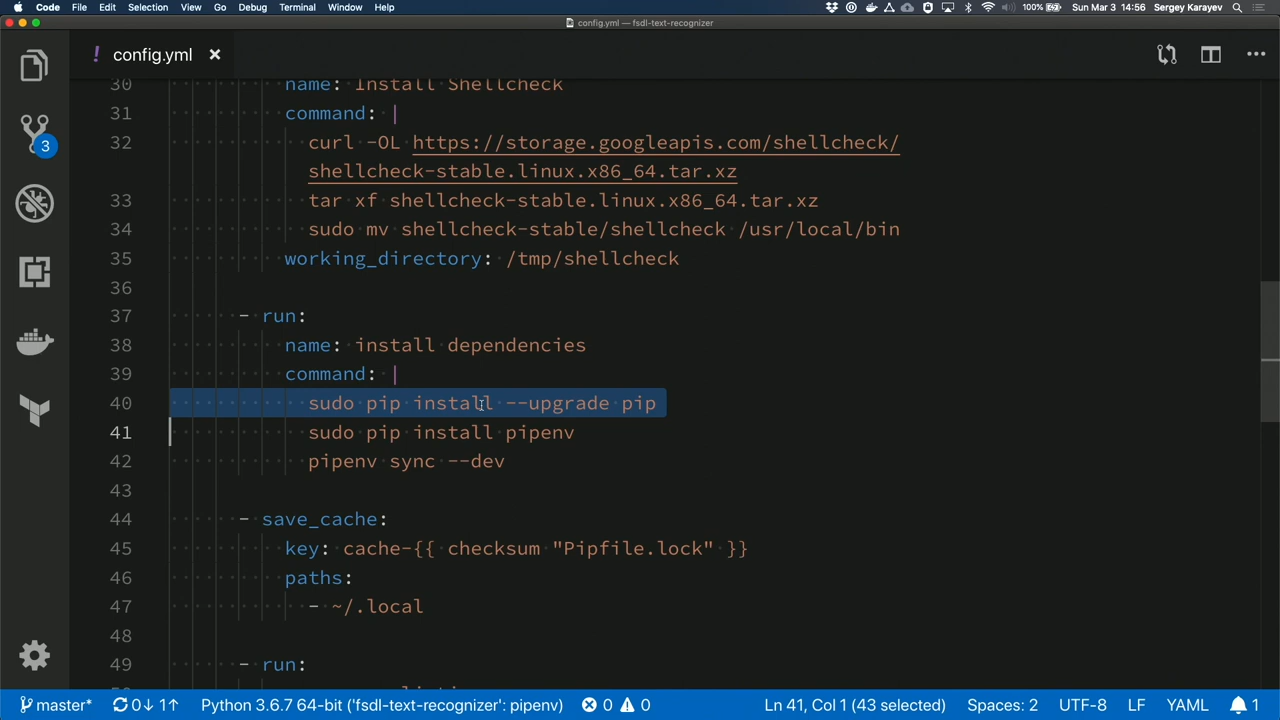 Code File Edit Selection View Go Debug Terminal Window Help 100% Sun Mar 3 14:56 Sergey Karayev
config.yml — fsdl-text-recognizer
! config.yml ×
30 name: Install Shellcheck
31 command: |
32 curl -OL https://storage.googleapis.com/shellcheck/
shellcheck-stable.linux.x86_64.tar.xz
33 tar xf shellcheck-stable.linux.x86_64.tar.xz
34 sudo mv shellcheck-stable/shellcheck /usr/local/bin
35 working_directory: /tmp/shellcheck
36
37 - run:
38 name: install dependencies
39 command: |
40 sudo pip install --upgrade pip
41 sudo pip install pipenv
42 pipenv sync --dev
43
44 - save_cache:
45 key: cache-{{ checksum "Pipfile.lock" }}
46 paths:
47 - ~/.local
48
49 - run:
3
master* 0↓ 1↑ Python 3.6.7 64-bit ('fsdl-text-recognizer': pipenv) 0 0 Ln 41, Col 1 (43 selected) Spaces: 2 UTF-8 LF YAML 1